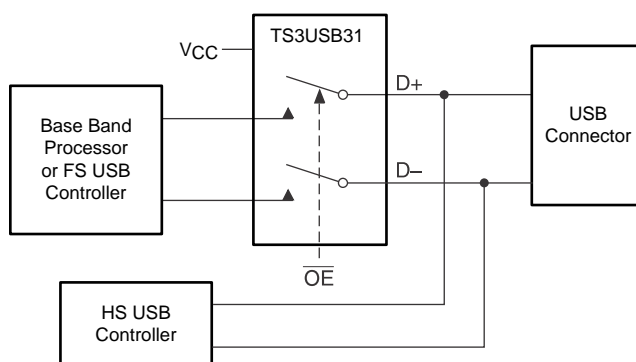 TS3USB31
VCC
D+
USB
Connector
Base Band
Processor
or FS USB
Controller
D−
OE
HS USB
Controller